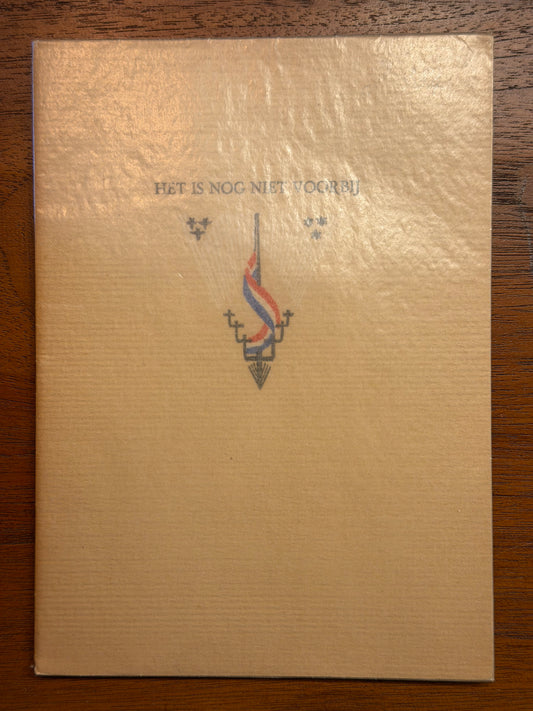 HET IS NOG NIET VOORBIJ